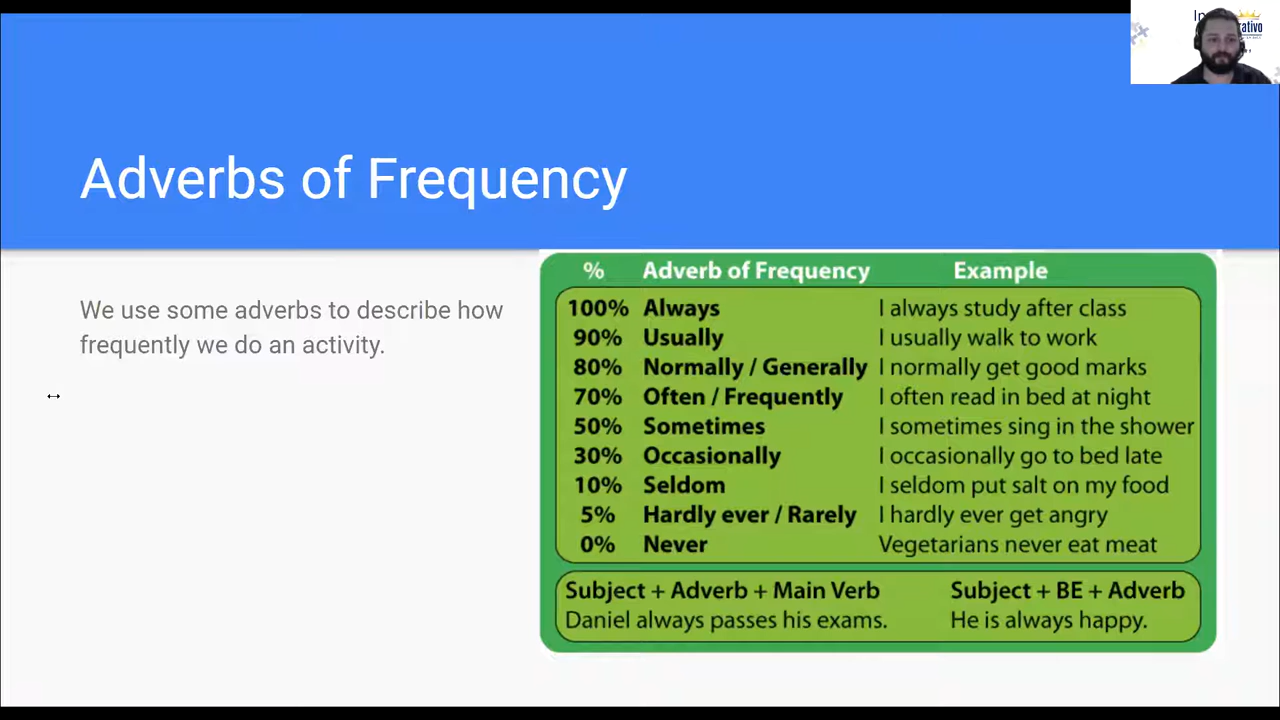 Adverbs of Frequency
We use some adverbs to describe how
frequently we do an activity.
% Adverb of Frequency Example
100% Always I always study after class
90% Usually I usually walk to work
80% Normally / Generally I normally get good marks
70% Often / Frequently I often read in bed at night
50% Sometimes I sometimes sing in the shower
30% Occasionally I occasionally go to bed late
10% Seldom I seldom put salt on my food
5% Hardly ever / Rarely I hardly ever get angry
0% Never Vegetarians never eat meat
Subject + Adverb + Main Verb Subject + BE + Adverb
Daniel always passes his exams. He is always happy.